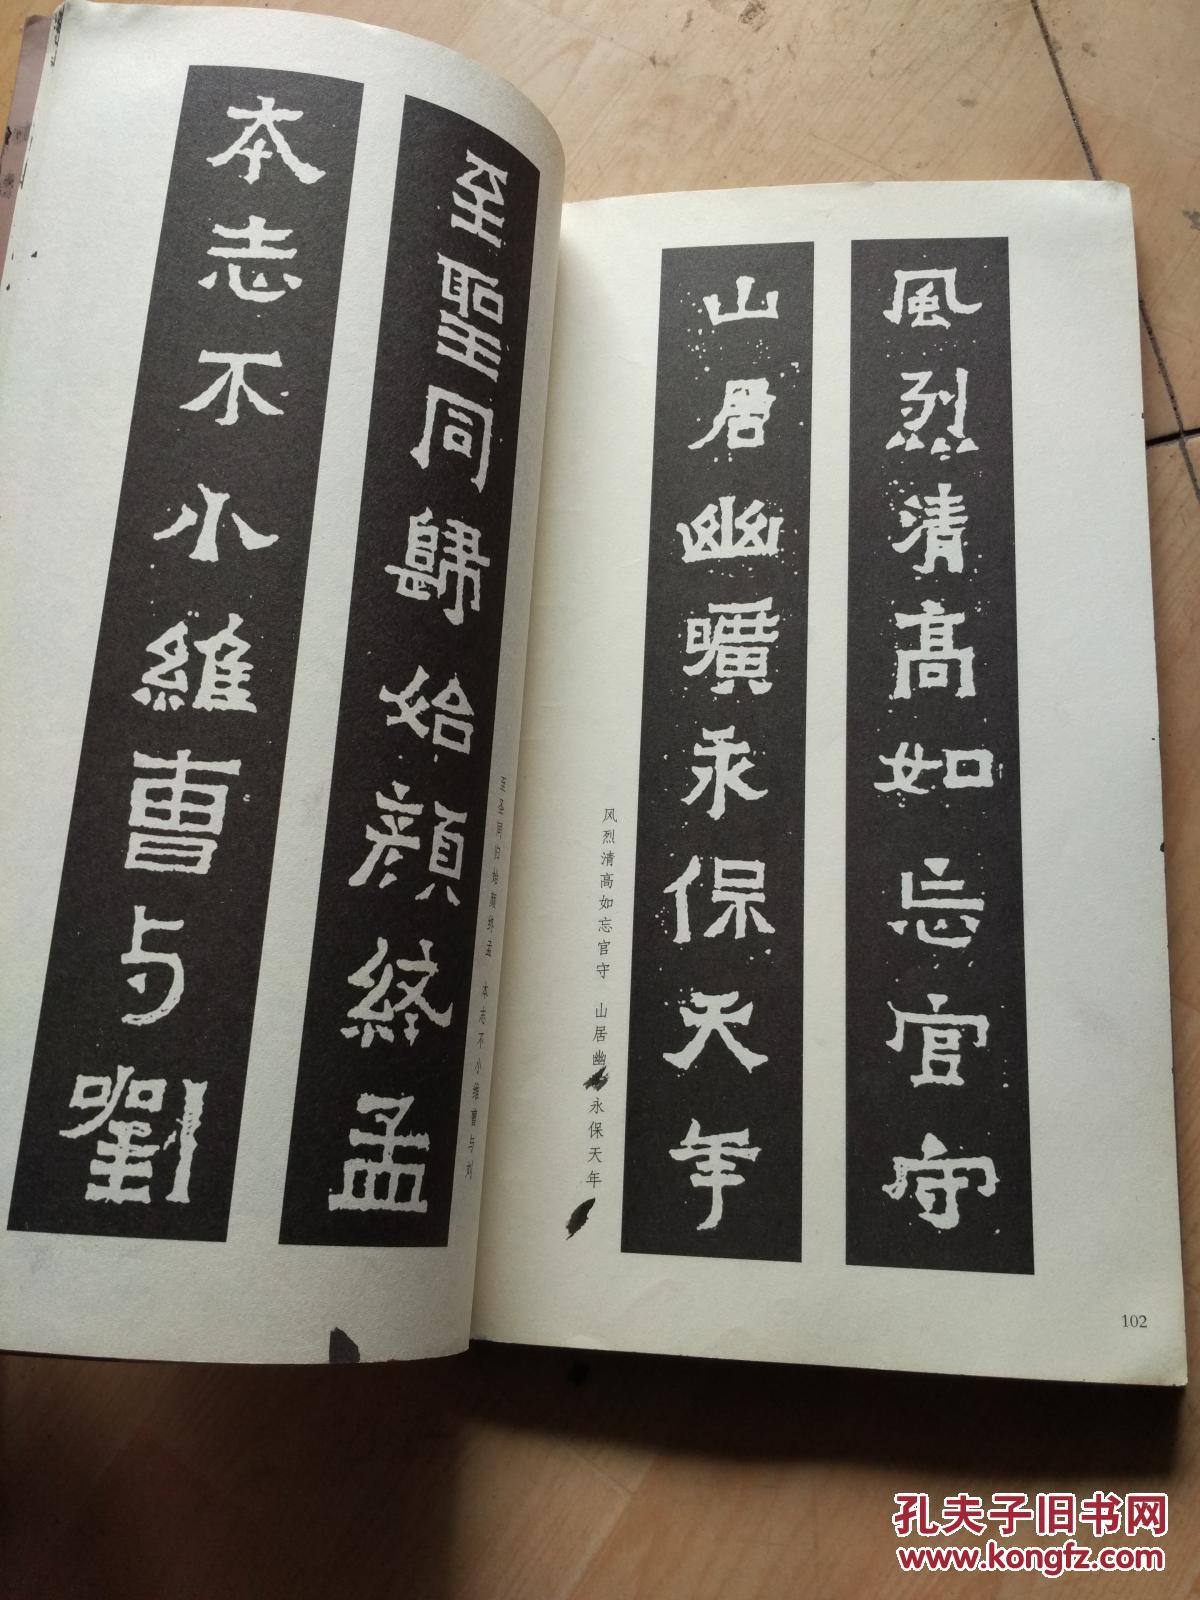 風烈清高如忘官守
山居幽曠永保天年
风烈清高如忘官守 山居幽 永保天年
102
至聖同歸始顏終孟
本志不小維曹与劉
至圣同归始颜终孟 本志不小维曹与刘
孔夫子旧书网
www.kongfz.com